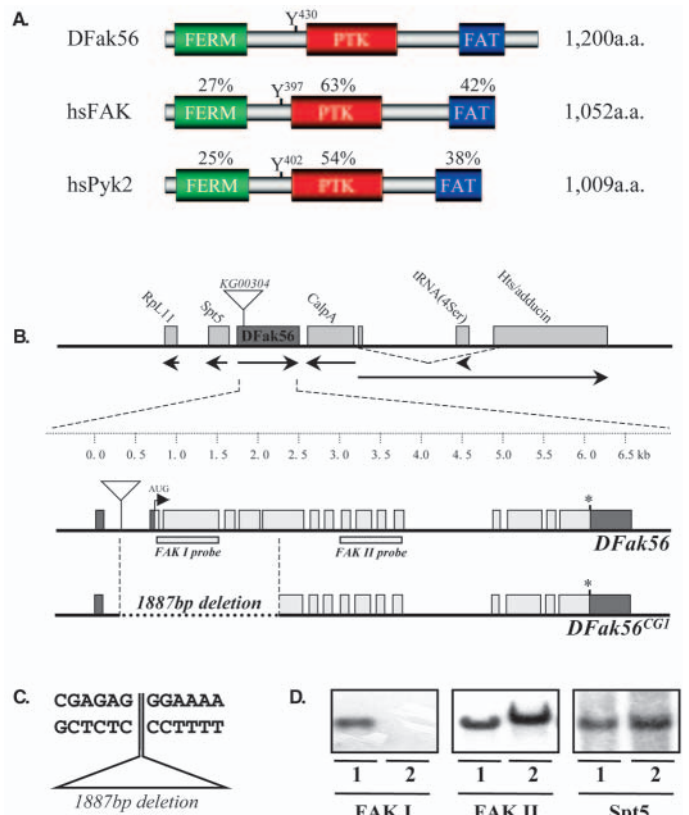 A.
DFak56 FERM Y430 PTK FAT 1,200a.a.
27% 63% 42%
hsFAK FERM Y397 PTK FAT 1,052a.a.
25% 54% 38%
hsPyk2 FERM Y402 PTK FAT 1,009a.a.
B.
RpL11 Spt5 KG00304 DFak56 CalpA tRNA(4Ser) Hts/adducin
0.0 0.5 1.0 1.5 2.0 2.5 3.0 3.5 4.0 4.5 5.0 5.5 6.0 6.5 kb
AUG *
FAK I probe FAK II probe DFak56
*
1887bp deletion DFak56CG1
C.
CGAGAG GGAAAA
GCTCTC CCTTTT
1887bp deletion
D.
1 2 1 2 1 2
FAK I FAK II Spt5